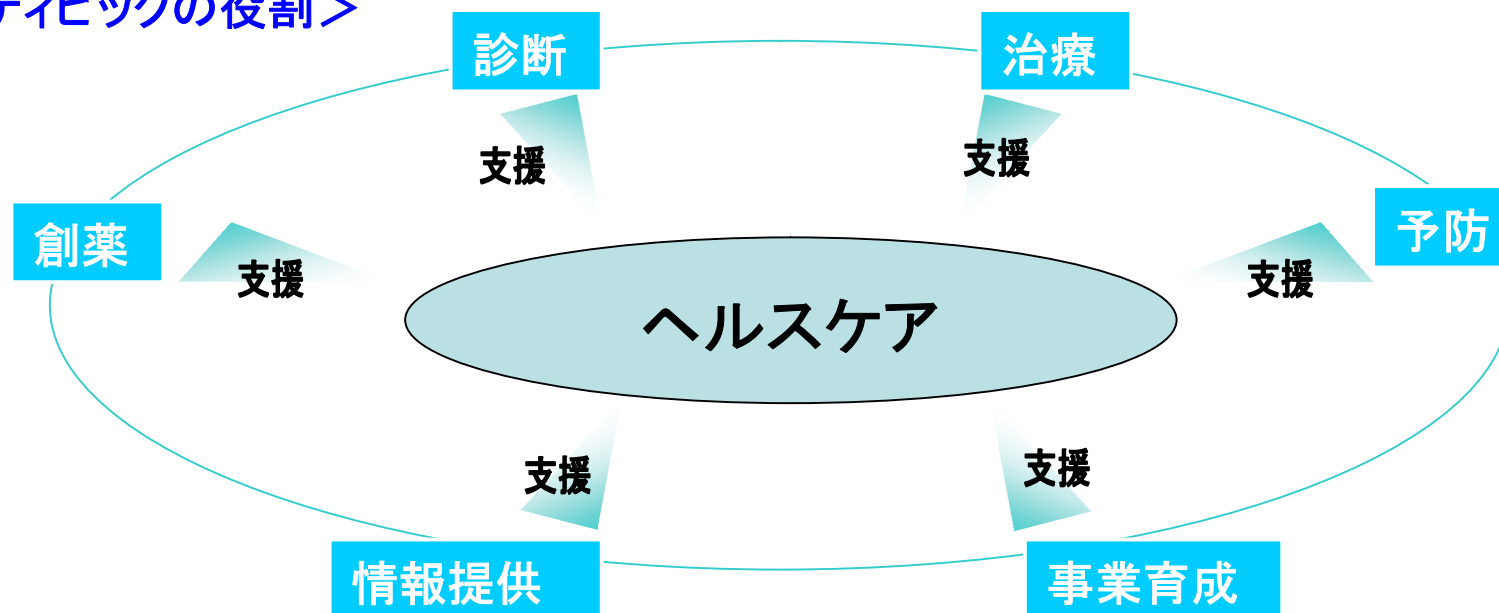 ティピックの役割＞
診断
治療
支援
支援
創薬
予防
支援
支援
ヘルスケア
支援
支援
情報提供
事業育成